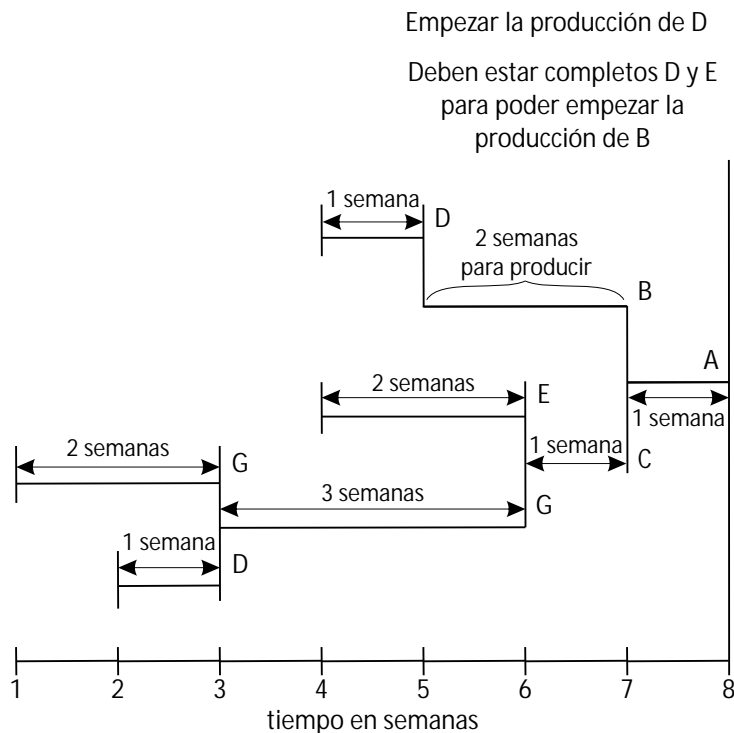 Empezar la producción de D
Deben estar completos D y E
para poder empezar la
producción de B
1 semana
D
2 semanas
para producir
B
A
2 semanas
E
1 semana
2 semanas
G
1 semana
C
3 semanas
G
1 semana
D
1 2 3 4 5 6 7 8
tiempo en semanas